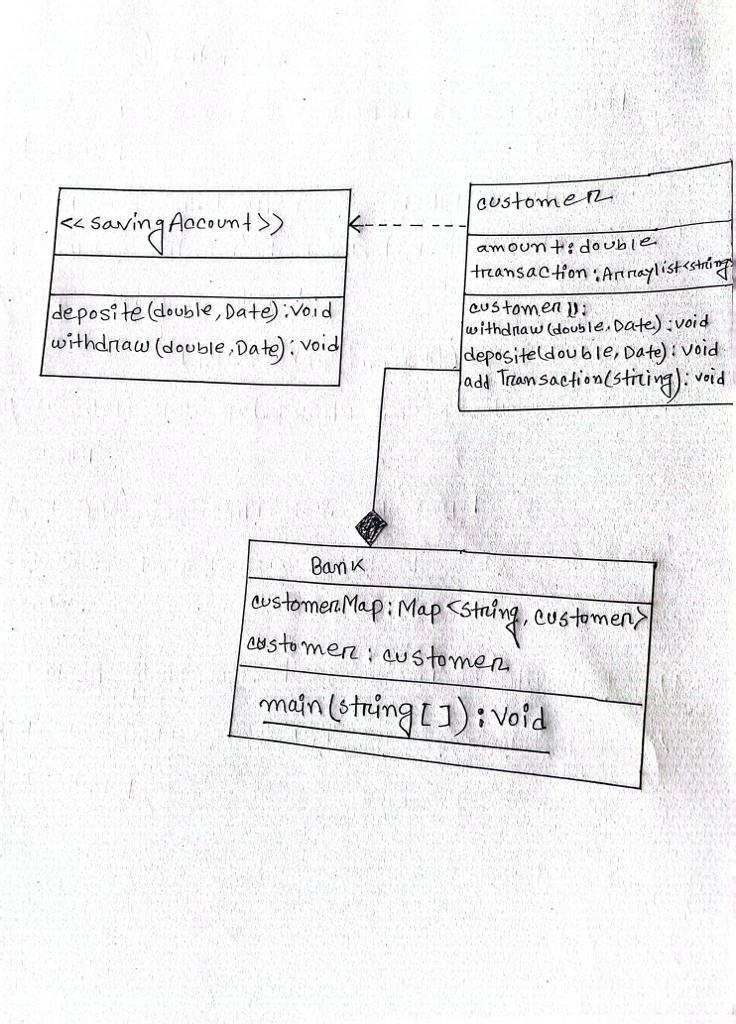 <<savingAccount>>
deposite(double,Date):void
withdraw(double,Date):void
customer
amount:double
transaction:Arraylist<string
customer():
withdraw(double,Date):void
deposite(double,Date):void
add Transaction(string):void
Bank
customerMap:Map<string,customer>
customer:customer
main(string[]):void